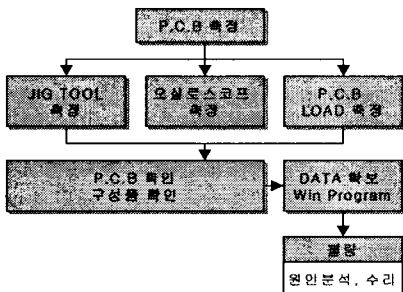 P.C.B 측정
JIG TOOL
측정
오실로스코프
측정
P.C.B
LOAD 측정
P.C.B 확인
구성품 확인
DATA 확보
Win Program
불량
원인분석, 수리